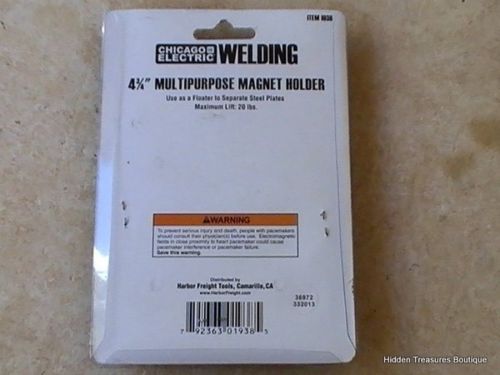 ITEM 1938
CHICAGO ELECTRIC WELDING
4¾" MULTIPURPOSE MAGNET HOLDER
Use as a Floater to Separate Steel Plates
Maximum Lift: 20 lbs.
WARNING
To prevent serious injury and death, people with pacemakers
should consult their physician(s) before use. Electromagnetic
fields in close proximity to heart pacemaker could cause
pacemaker interference or pacemaker failure.
Save this warning.
Distributed by
Harbor Freight Tools, Camarillo, CA
www.HarborFreight.com
38972
332013
7 92363 01938 5
Hidden Treasures Boutique